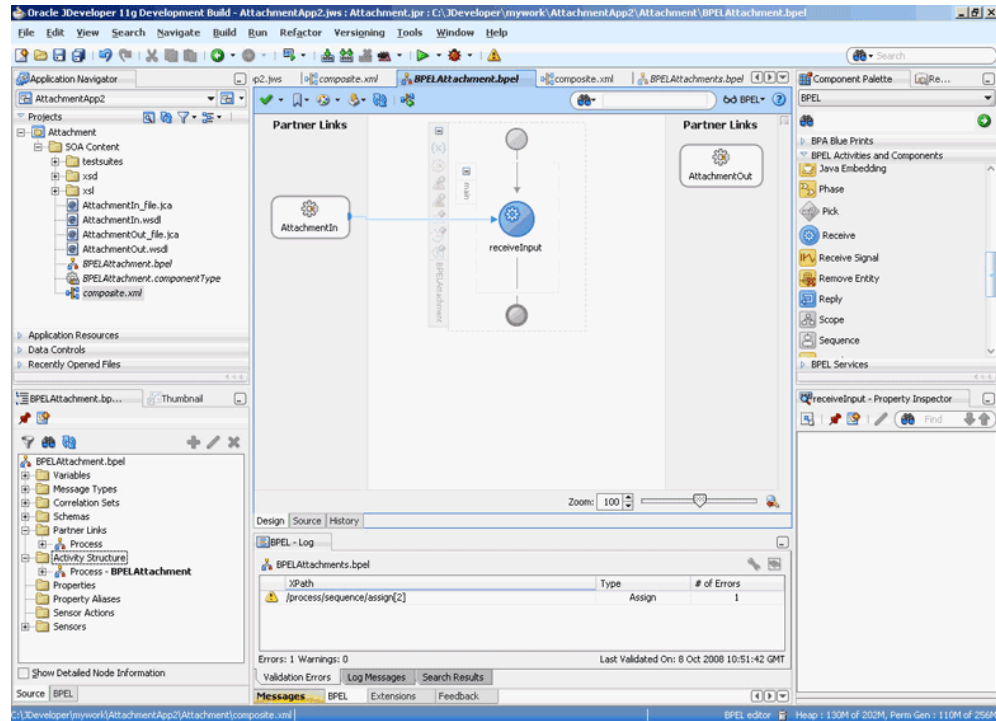 Oracle JDeveloper 11g Development Build - AttachmentApp2.jws : Attachment.jpr : C:\JDeveloper\mywork\AttachmentApp2\Attachment\BPELAttachment.bpel
File Edit View Search Navigate Build Run Refactor Versioning Tools Window Help
Search
Application Navigator
p2.jws
composite.xml
BPELAttachment.bpel
composite.xml
BPELAttachments.bpel
Component Palette
Re...
AttachmentApp2
BPEL
BPEL
Projects
Attachment
SOA Content
testsuites
xsd
xsl
AttachmentIn_file.jca
AttachmentIn.wsdl
AttachmentOut_file.jca
AttachmentOut.wsdl
BPELAttachment.bpel
BPELAttachment.componentType
composite.xml
Application Resources
Data Controls
Recently Opened Files
Partner Links
Partner Links
main
AttachmentIn
receiveInput
AttachmentOut
BPELAttachment
BPA Blue Prints
BPEL Activities and Components
Java Embedding
Phase
Pick
Receive
Receive Signal
Remove Entity
Reply
Scope
Sequence
BPEL Services
BPELAttachment.bp...
Thumbnail
BPELAttachment.bpel
Variables
Message Types
Correlation Sets
Schemas
Partner Links
Process
Activity Structure
Process - BPELAttachment
Properties
Property Aliases
Sensor Actions
Sensors
Show Detailed Node Information
Source BPEL
Zoom: 100
Design Source History
receiveInput - Property Inspector
Find
BPEL - Log
BPELAttachments.bpel
XPath Type # of Errors
/process/sequence/assign[2] Assign 1
Errors: 1 Warnings: 0 Last Validated On: 8 Oct 2008 10:51:42 GMT
Validation Errors Log Messages Search Results
Messages BPEL Extensions Feedback
C:\JDeveloper\mywork\AttachmentApp2\Attachment\composite.xml
BPEL editor
Heap : 130M of 202M, Perm Gen : 110M of 256M